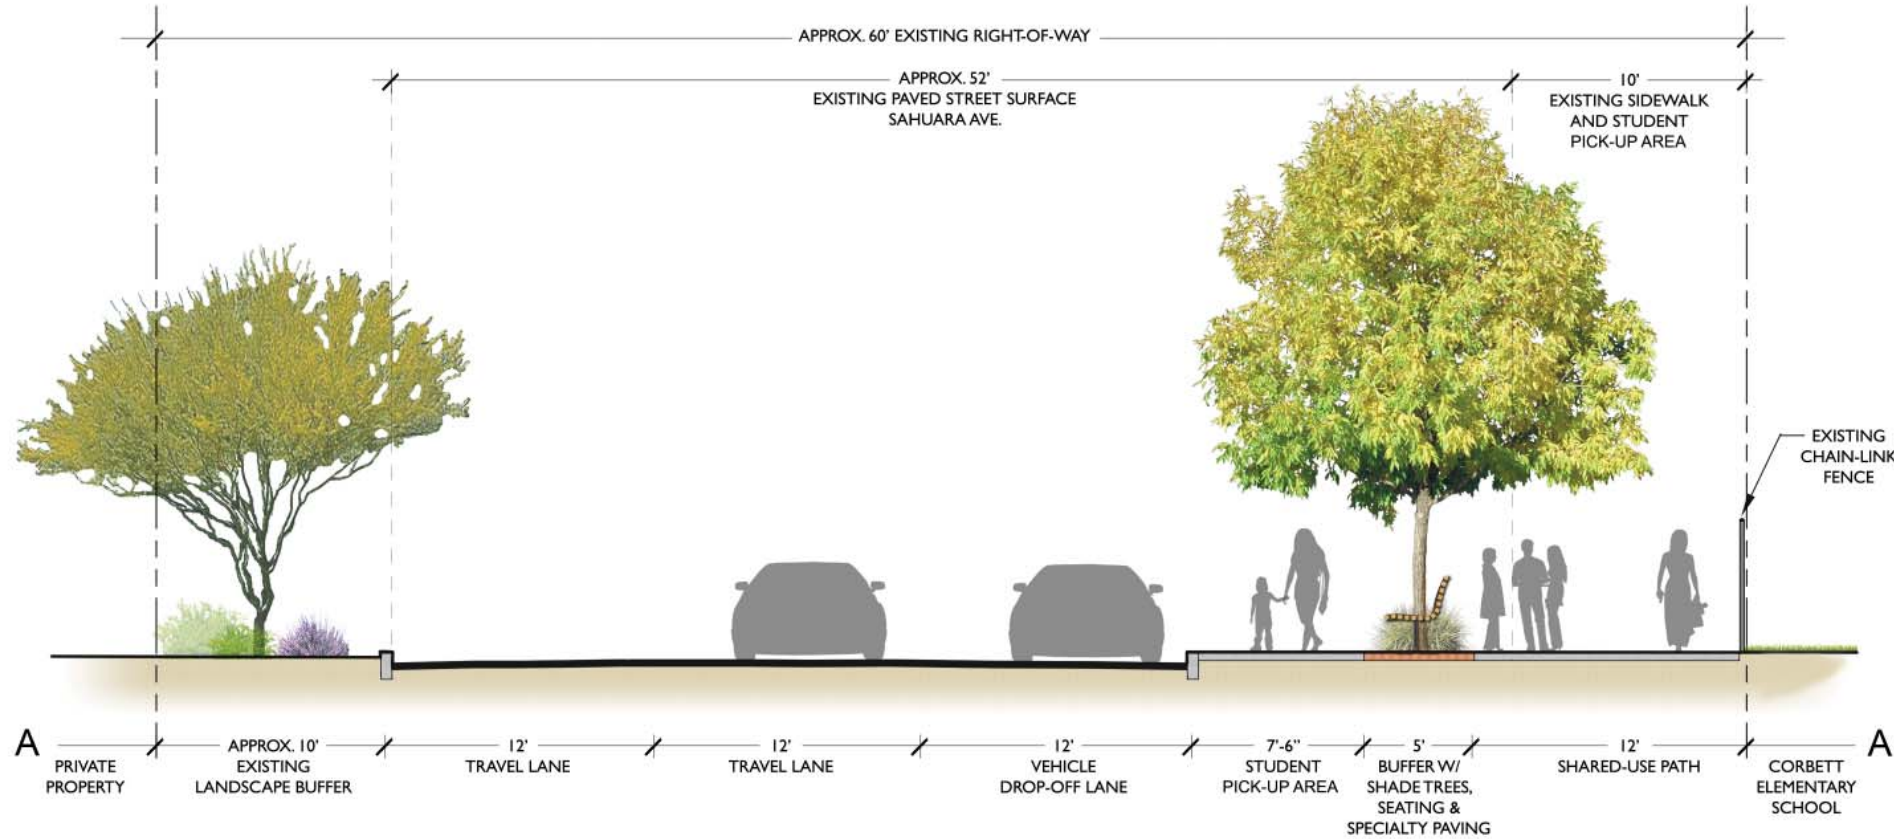 APPROX. 60' EXISTING RIGHT-OF-WAY
APPROX. 52'
EXISTING PAVED STREET SURFACE
SAHUARA AVE.
10'
EXISTING SIDEWALK
AND STUDENT
PICK-UP AREA
EXISTING
CHAIN-LINK
FENCE
A
PRIVATE
PROPERTY
APPROX. 10'
EXISTING
LANDSCAPE BUFFER
12'
TRAVEL LANE
12'
TRAVEL LANE
12'
VEHICLE
DROP-OFF LANE
7'-6"
STUDENT
PICK-UP AREA
5'
BUFFER W/
SHADE TREES,
SEATING &
SPECIALTY PAVING
12'
SHARED-USE PATH
CORBETT
ELEMENTARY
SCHOOL
A